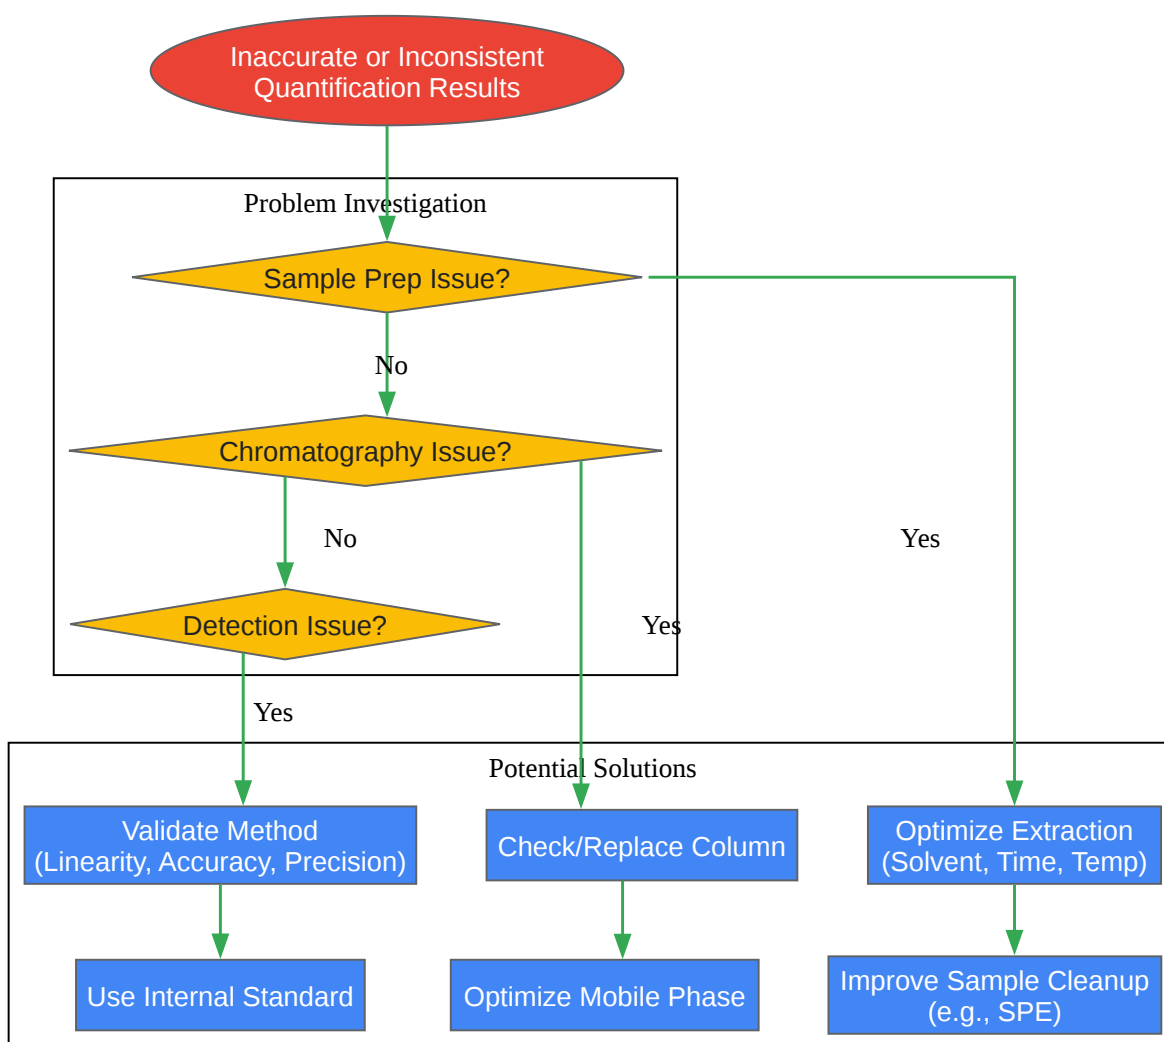 Inaccurate or Inconsistent
Quantification Results
Problem Investigation
Sample Prep Issue?
No
Chromatography Issue?
No
Yes
Detection Issue?
Yes
Yes
Potential Solutions
Validate Method
(Linearity, Accuracy, Precision)
Check/Replace Column
Optimize Extraction
(Solvent, Time, Temp)
Use Internal Standard
Optimize Mobile Phase
Improve Sample Cleanup
(e.g., SPE)